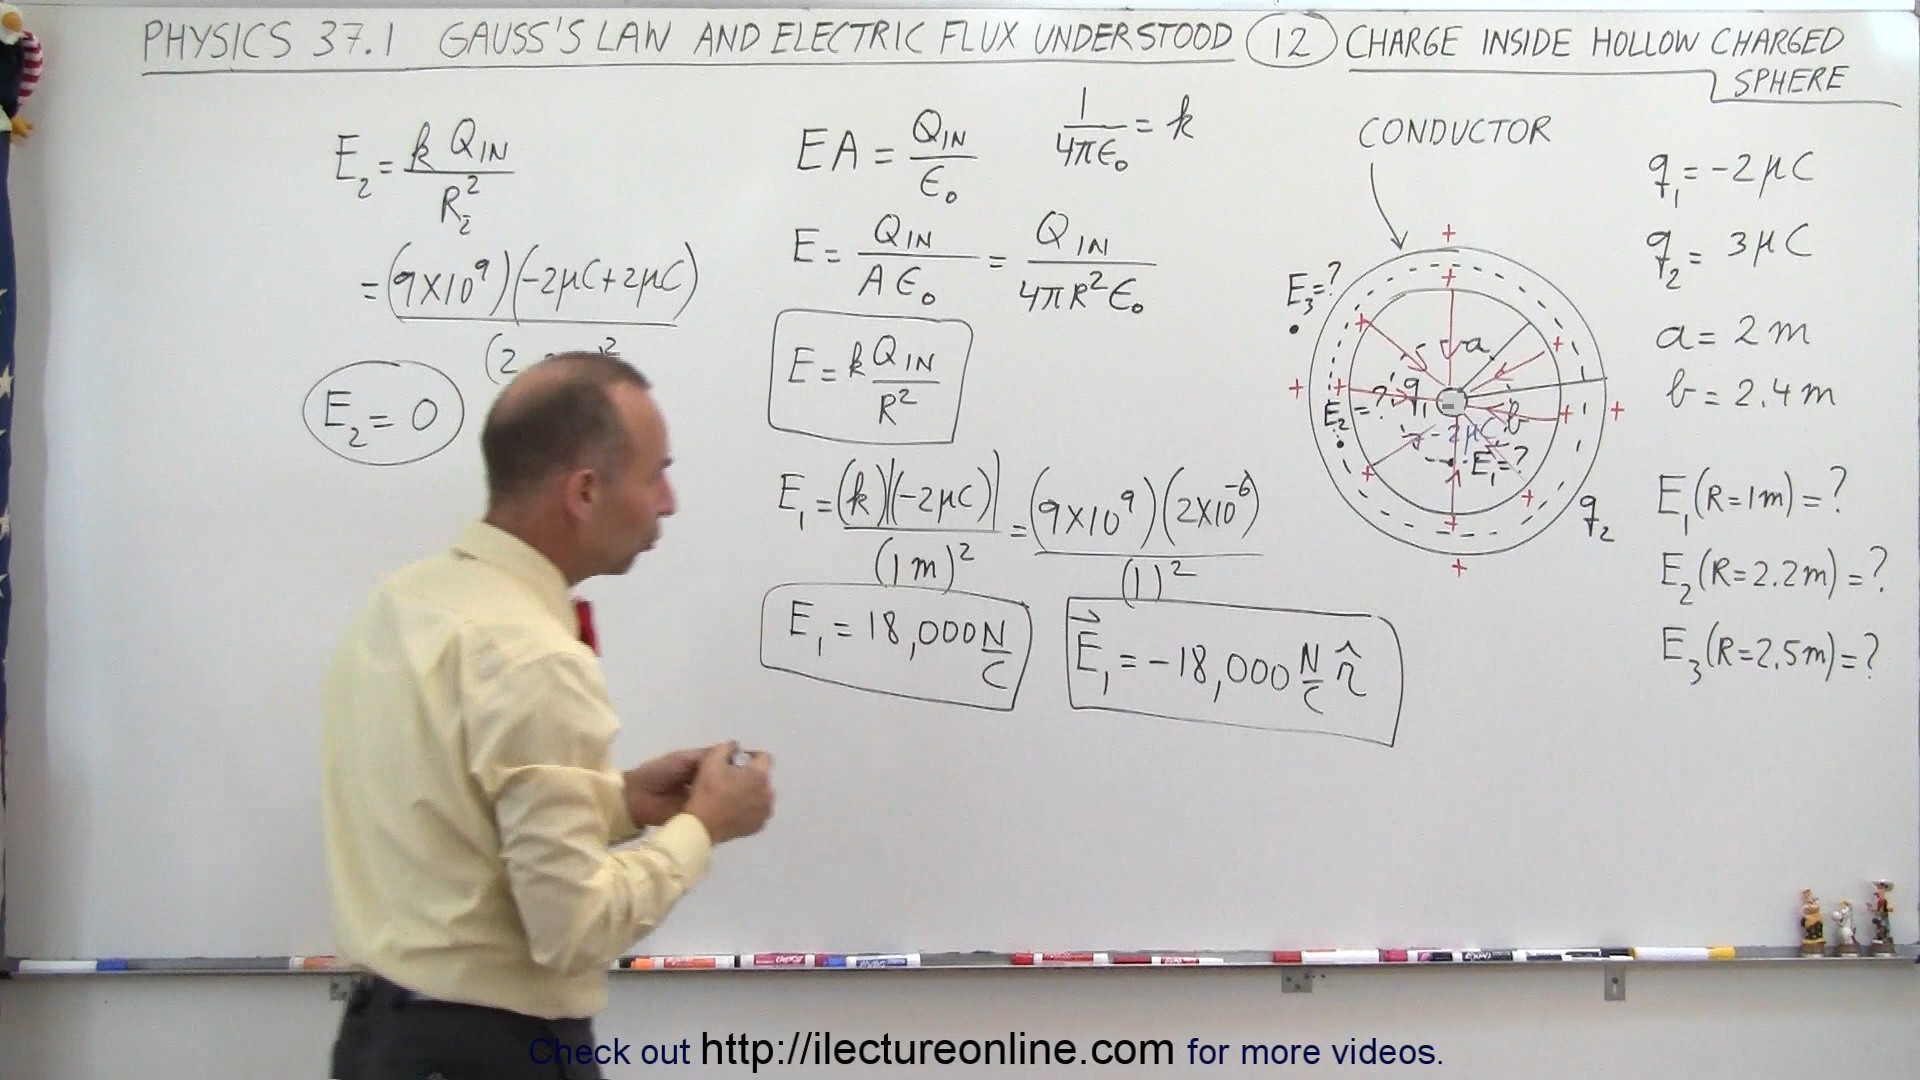 PHYSICS 37.1 GAUSS'S LAW AND ELECTRIC FLUX UNDERSTOOD 12 CHARGE INSIDE HOLLOW CHARGED
SPHERE
E₂ = k Q_IN / R₂²
= (9×10⁹)(-2μC+2μC)
(2
E₂ = 0
EA = Q_IN / ϵ₀
1 / 4πϵ₀ = k
E = Q_IN / Aϵ₀ = Q_IN / 4πR²ϵ₀
E = k Q_IN / R²
E₁ = (k)|(-2μC)| / (1m)² = (9×10⁹)(2×10⁻⁶) / (1)²
E₁ = 18,000 N/C
E⃗₁ = -18,000 N/C r̂
CONDUCTOR
E₃=?
a
q₁
E₂=?
b
-2μC
E₁=?
q₂
q₁ = -2μC
q₂ = 3μC
a = 2m
b = 2.4m
E₁(R=1m)=?
E₂(R=2.2m)=?
E₃(R=2.5m)=?
Check out http://ilectureonline.com for more videos.